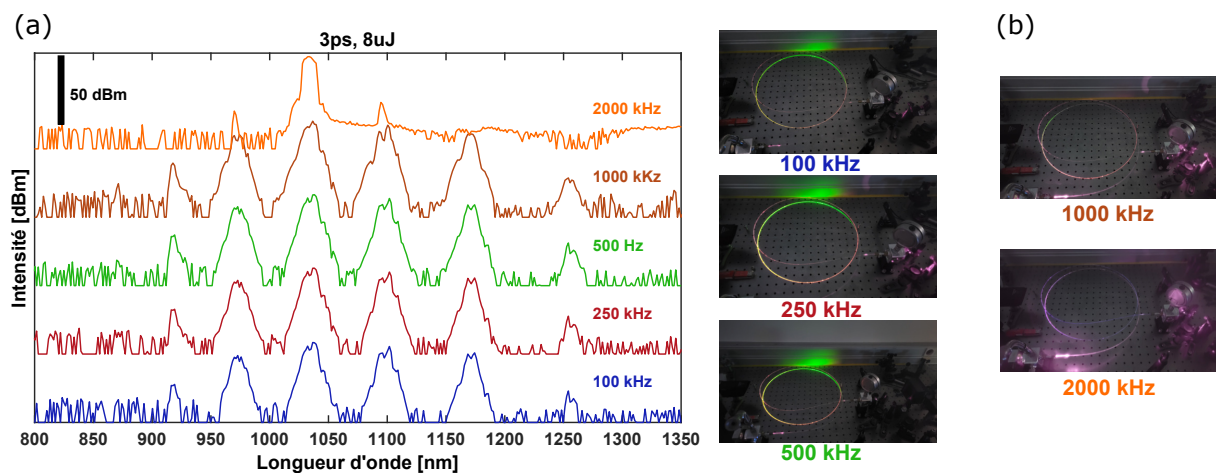 (a)
3ps, 8uJ
50 dBm
2000 kHz
1000 kKz
500 Hz
250 kHz
100 kHz
Intensité [dBm]
800 850 900 950 1000 1050 1100 1150 1200 1250 1300 1350
Longueur d'onde [nm]
100 kHz
250 kHz
500 kHz
(b)
1000 kHz
2000 kHz